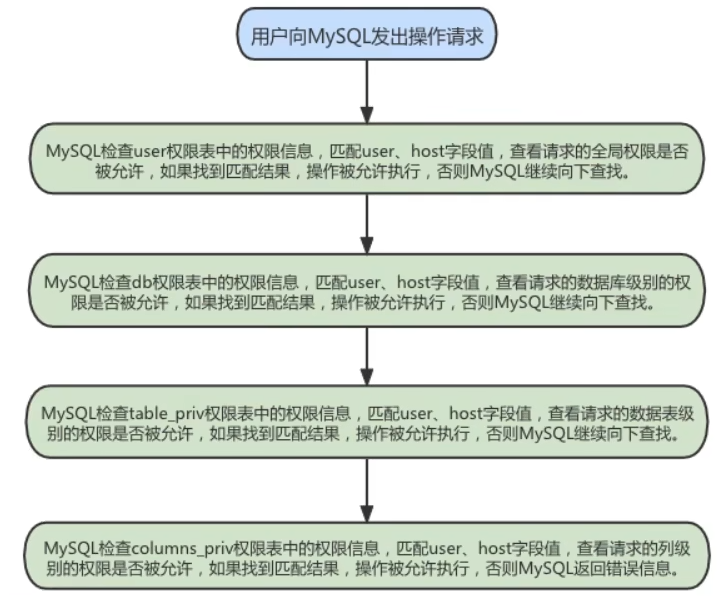 用户向MySQL发出操作请求
MySQL检查user权限表中的权限信息，匹配user、host字段值，查看请求的全局权限是否
被允许，如果找到匹配结果，操作被允许执行，否则MySQL继续向下查找。
MySQL检查db权限表中的权限信息，匹配user、host字段值，查看请求的数据库级别的权
限是否被允许，如果找到匹配结果，操作被允许执行，否则MySQL继续向下查找。
MySQL检查table_priv权限表中的权限信息，匹配user、host字段值，查看请求的数据表级
别的权限是否被允许，如果找到匹配结果，操作被允许执行，否则MySQL继续向下查找。
MySQL检查columns_priv权限表中的权限信息，匹配user、host字段值，查看请求的列级
别的权限是否被允许，如果找到匹配结果，操作被允许执行，否则MySQL返回错误信息。